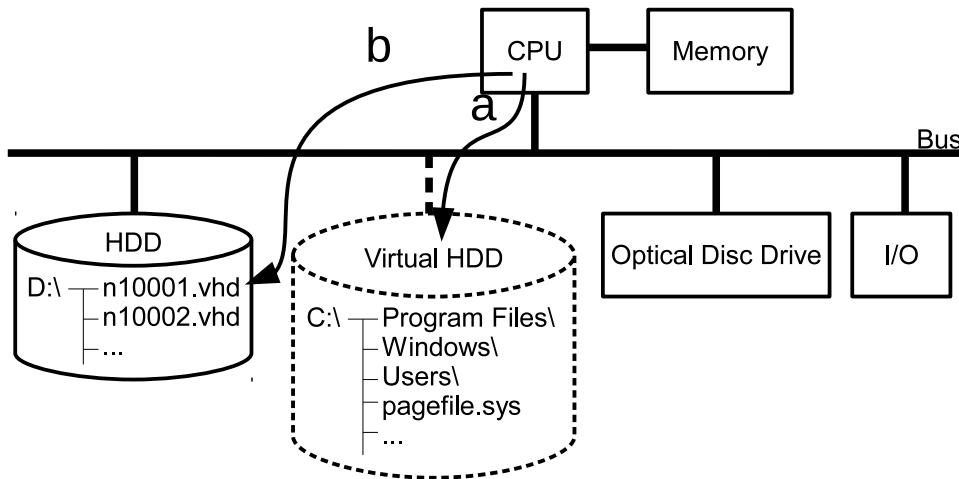 b
CPU
Memory
a
Bus
HDD
D:\
n10001.vhd
n10002.vhd
...
Virtual HDD
C:\
Program Files\
Windows\
Users\
pagefile.sys
...
Optical Disc Drive
I/O